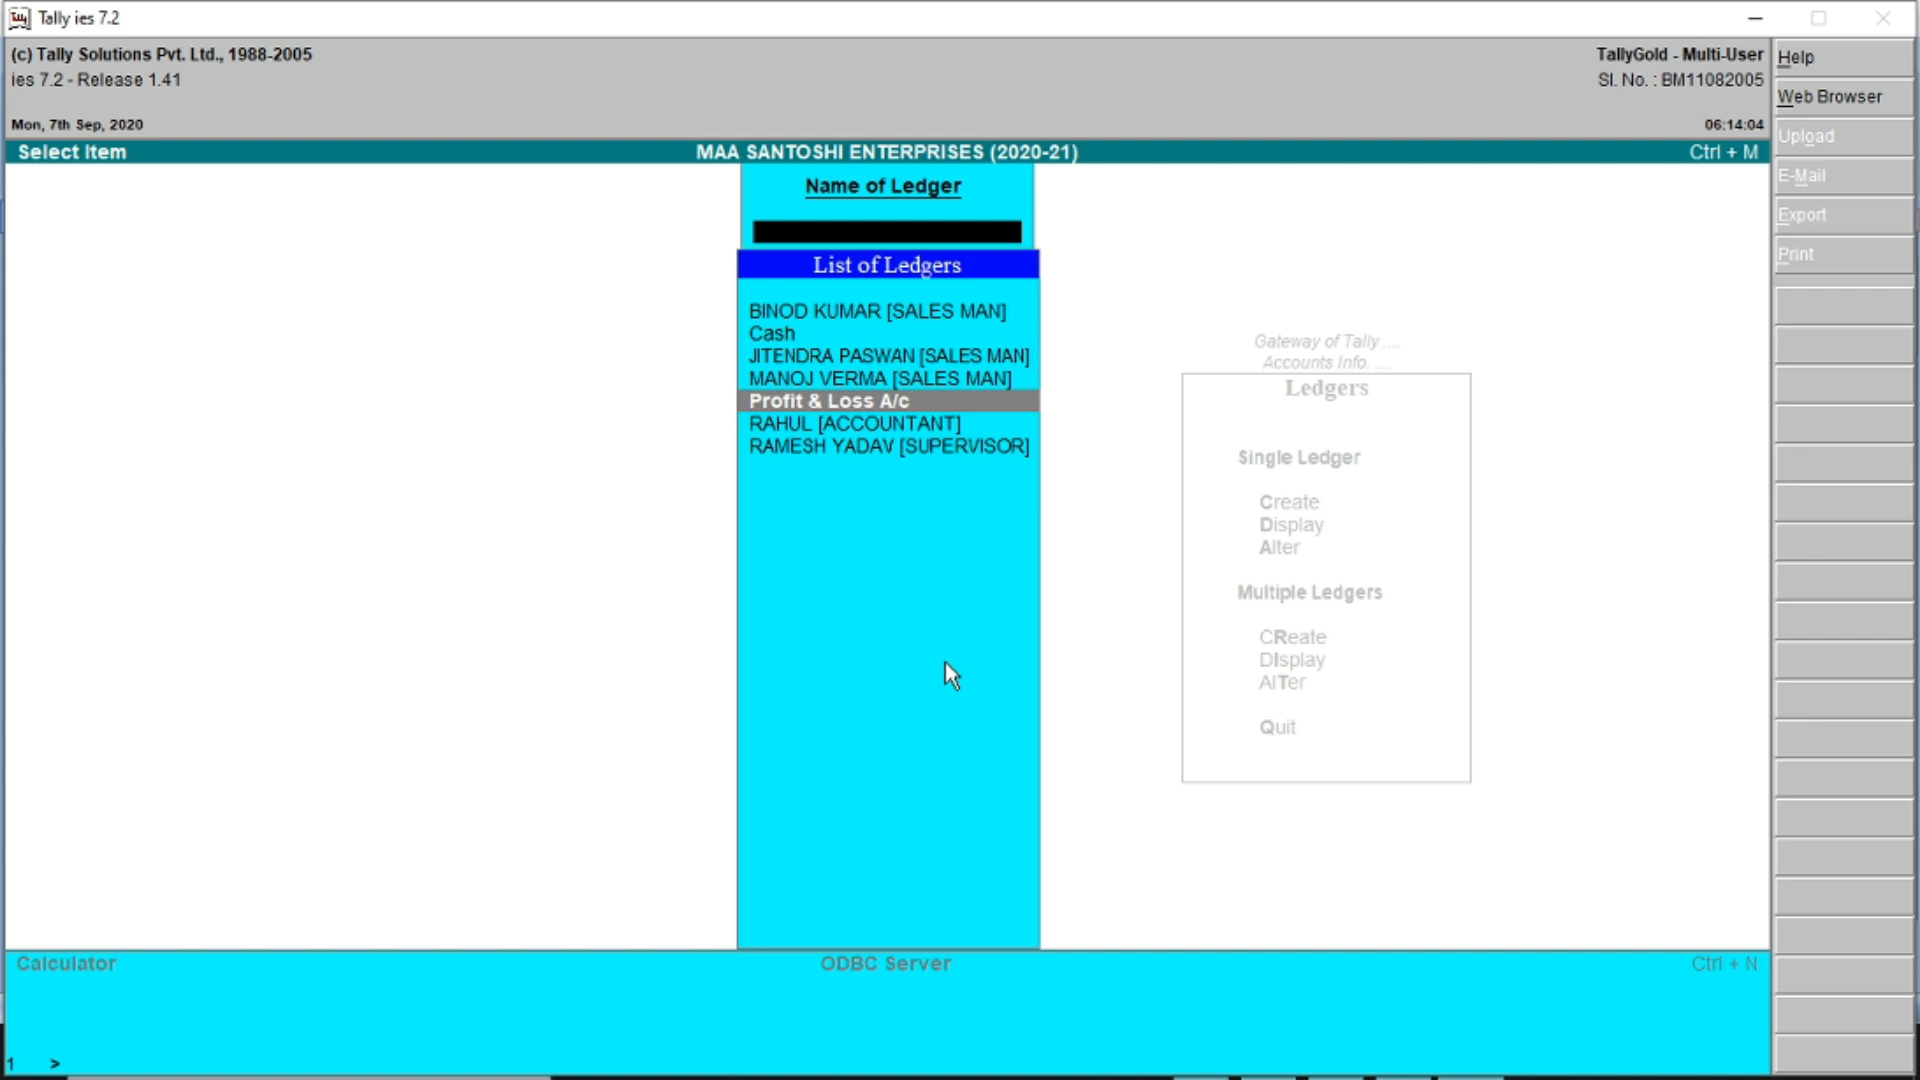 Tally ies 7.2
(c) Tally Solutions Pvt. Ltd., 1988-2005
TallyGold - Multi-User
ies 7.2 - Release 1.41
Sl. No. : BM11082005
Mon, 7th Sep, 2020
06:14:04
Select Item
MAA SANTOSHI ENTERPRISES (2020-21)
Ctrl + M
Name of Ledger
List of Ledgers
BINOD KUMAR [SALES MAN]
Cash
JITENDRA PASWAN [SALES MAN]
MANOJ VERMA [SALES MAN]
Profit & Loss A/c
RAHUL [ACCOUNTANT]
RAMESH YADAV [SUPERVISOR]
Gateway of Tally ....
Accounts Info. ....
Ledgers
Single Ledger
Create
Display
Alter
Multiple Ledgers
CReate
DIsplay
AlTer
Quit
Help
Web Browser
Upload
E-Mail
Export
Print
Calculator
ODBC Server
Ctrl + N
1 >